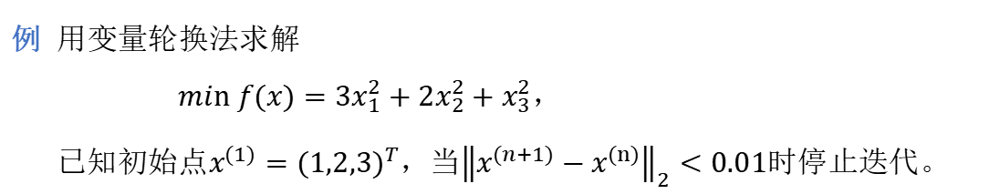 例 用变量轮换法求解
min f(x) = 3x₁² + 2x₂² + x₃²，
已知初始点x⁽¹⁾ = (1,2,3)ᵀ，当‖x⁽ⁿ⁺¹⁾ − x⁽ⁿ⁾‖₂ < 0.01时停止迭代。